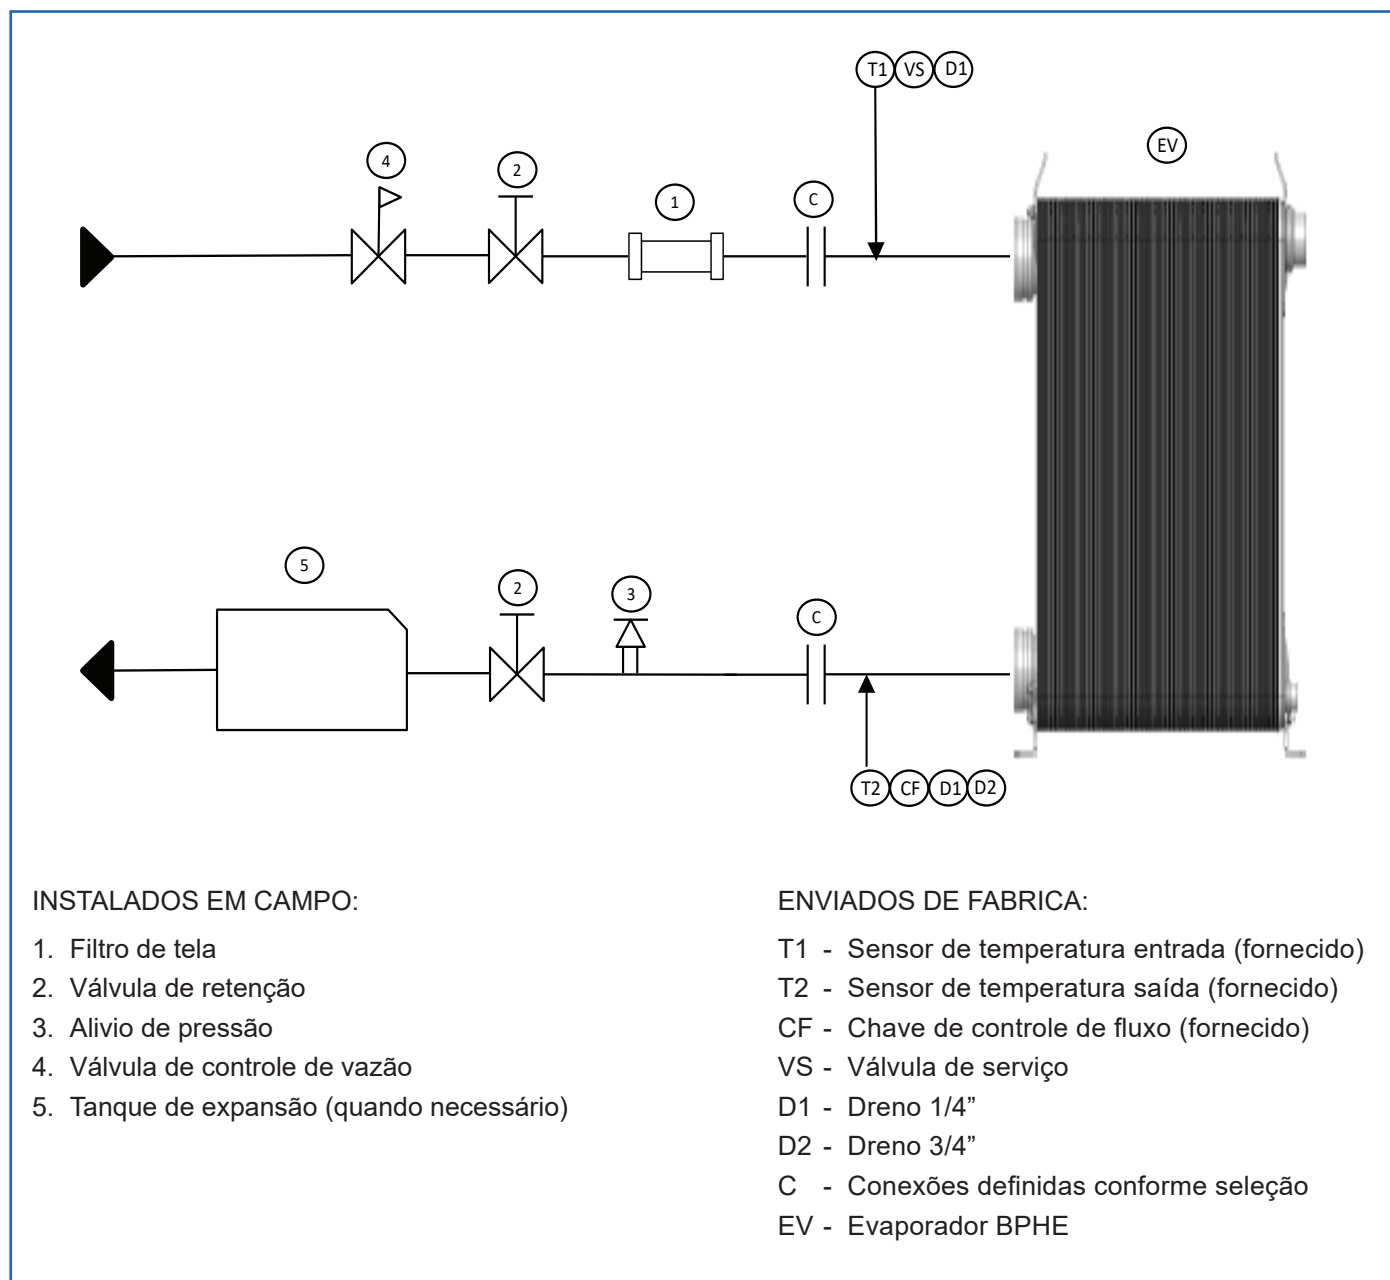 T1 VS D1
EV
4
2
1
C
5
2
3
C
T2 CF D1 D2
INSTALADOS EM CAMPO:
1. Filtro de tela
2. Válvula de retenção
3. Alivio de pressão
4. Válvula de controle de vazão
5. Tanque de expansão (quando necessário)
ENVIADOS DE FABRICA:
T1 - Sensor de temperatura entrada (fornecido)
T2 - Sensor de temperatura saída (fornecido)
CF - Chave de controle de fluxo (fornecido)
VS - Válvula de serviço
D1 - Dreno 1/4”
D2 - Dreno 3/4”
C - Conexões definidas conforme seleção
EV - Evaporador BPHE